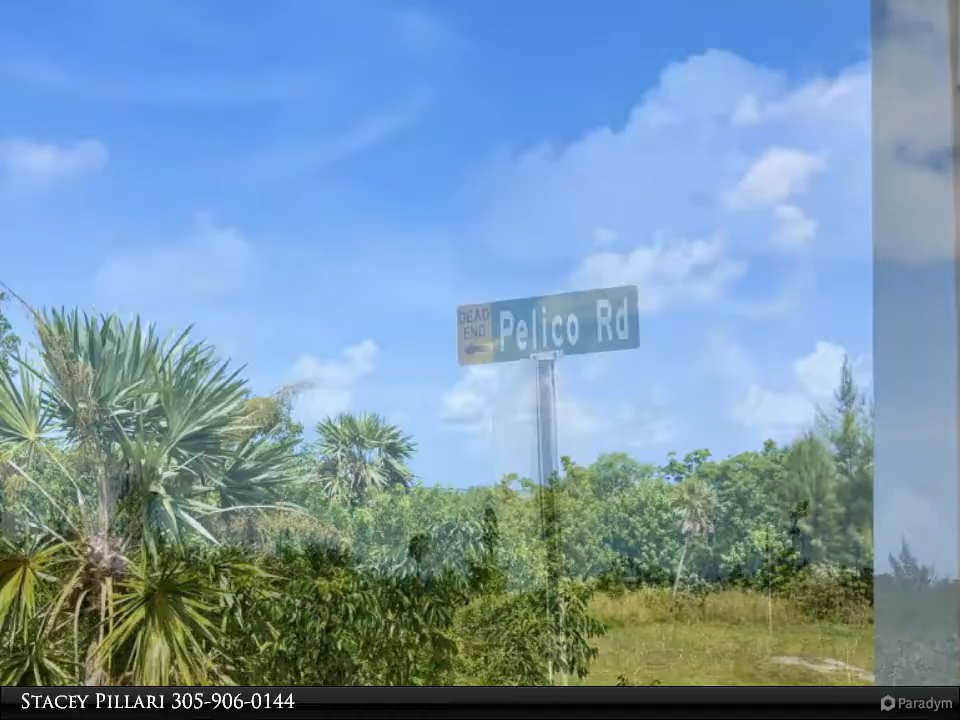 DEAD
END
Pelico Rd
STACEY PILLARI 305-906-0144
Paradym